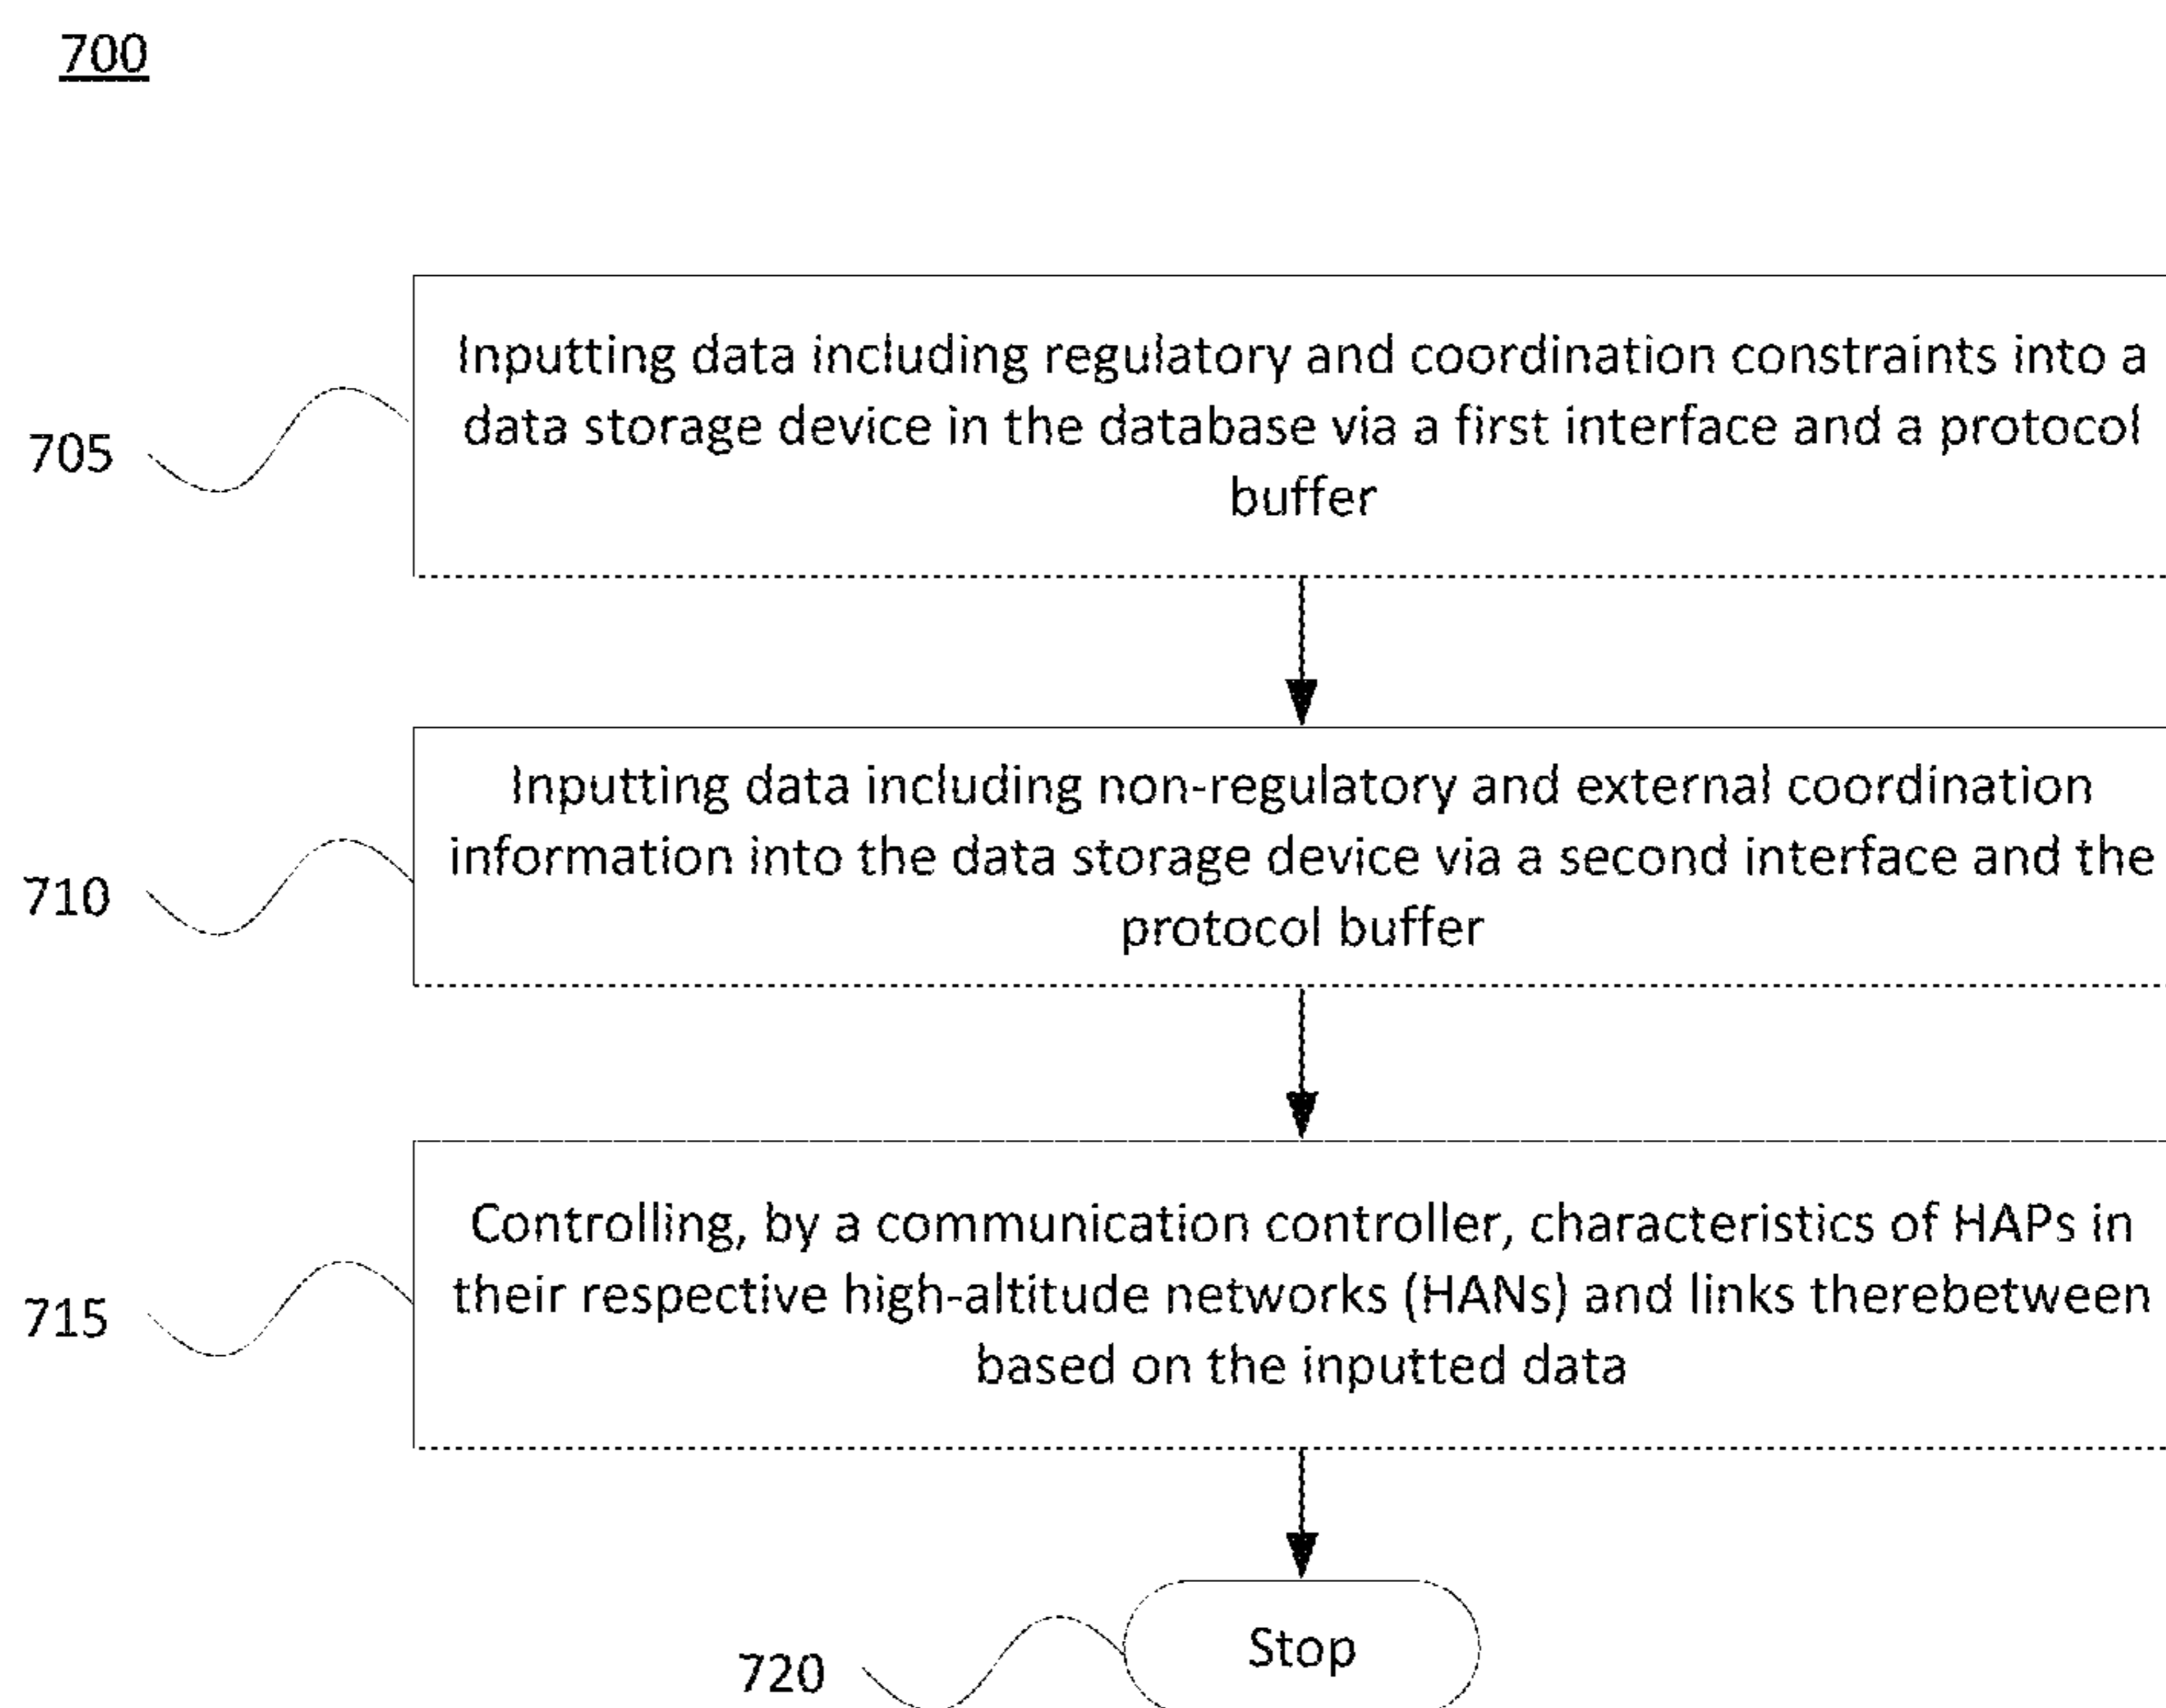 700
Inputting data including regulatory and coordination constraints into a
data storage device in the database via a first interface and a protocol
buffer
705
Inputting data including non-regulatory and external coordination
information into the data storage device via a second interface and the
protocol buffer
710
Controlling, by a communication controller, characteristics of HAPs in
their respective high-altitude networks (HANs) and links therebetween
based on the inputted data
715
Stop
720